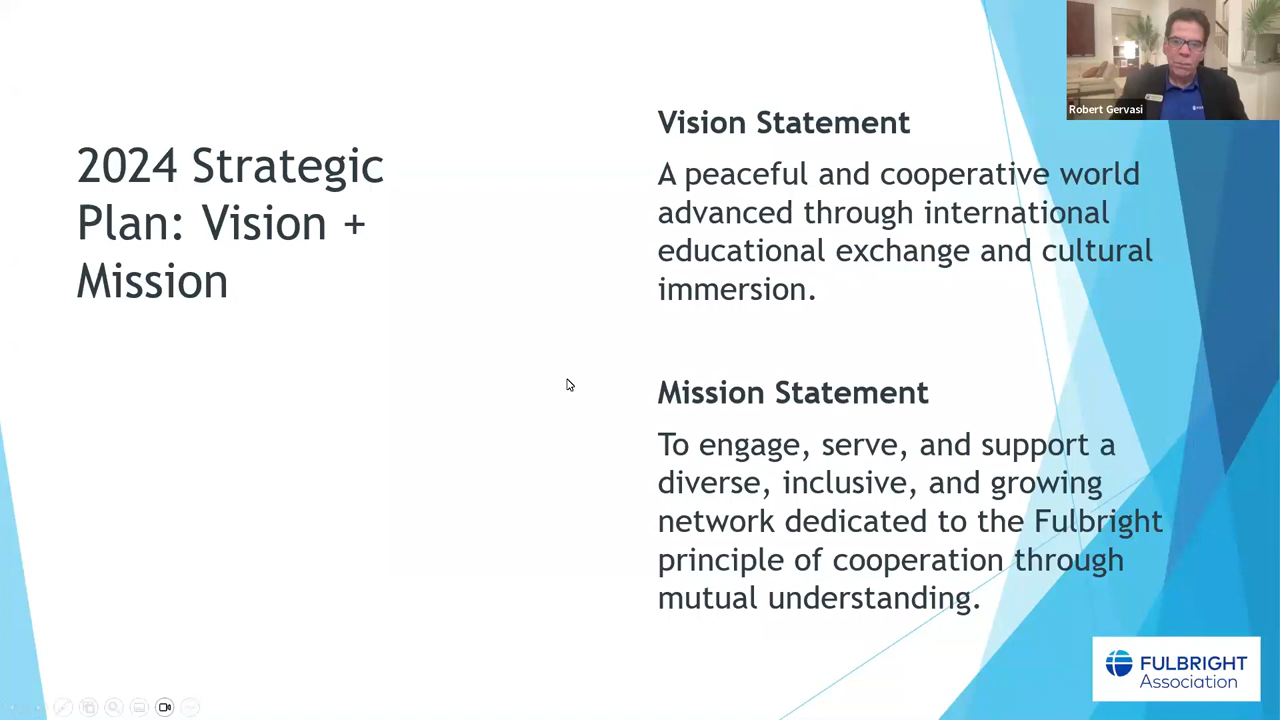 2024 Strategic
Plan: Vision +
Mission
Vision Statement
A peaceful and cooperative world
advanced through international
educational exchange and cultural
immersion.
Mission Statement
To engage, serve, and support a
diverse, inclusive, and growing
network dedicated to the Fulbright
principle of cooperation through
mutual understanding.
Robert Gervasi
FULBRIGHT
Association